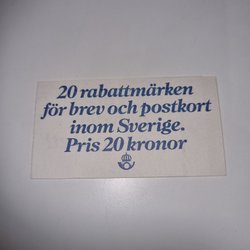 20 rabattmärken
för brev och postkort
inom Sverige.
Pris 20 kronor